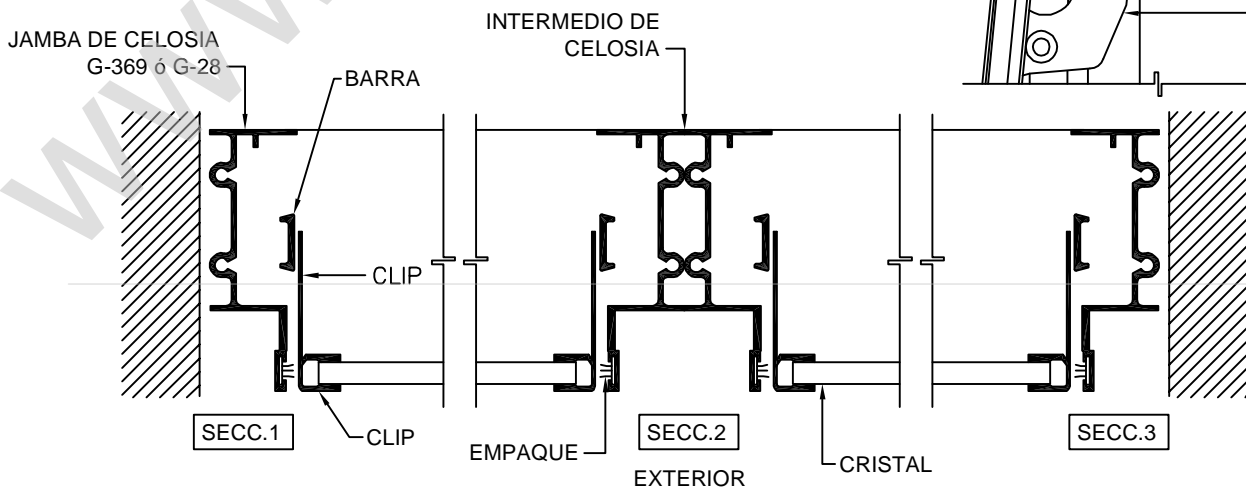 INTERMEDIO DE
CELOSIA
JAMBA DE CELOSIA
G-369 ó G-28
BARRA
CLIP
SECC.1
CLIP
EMPAQUE
SECC.2
EXTERIOR
CRISTAL
SECC.3